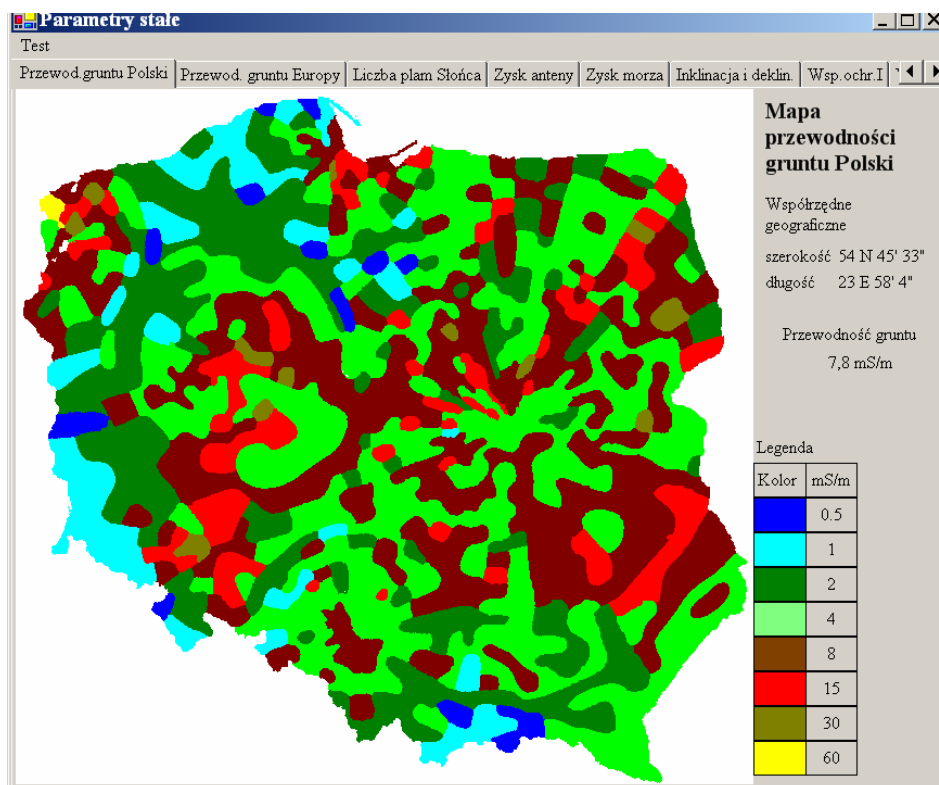 Parametry stałe
Test
Przewod.gruntu Polski
Przewod. gruntu Europy
Liczba plam Słońca
Zysk anteny
Zysk morza
Inklinacja i deklin.
Wsp.ochr.I
Mapa
przewodności
gruntu Polski
Współrzędne
geograficzne
szerokość 54 N 45' 33"
długość 23 E 58' 4"
Przewodność gruntu
7,8 mS/m
Legenda
Kolor mS/m
0.5
1
2
4
8
15
30
60